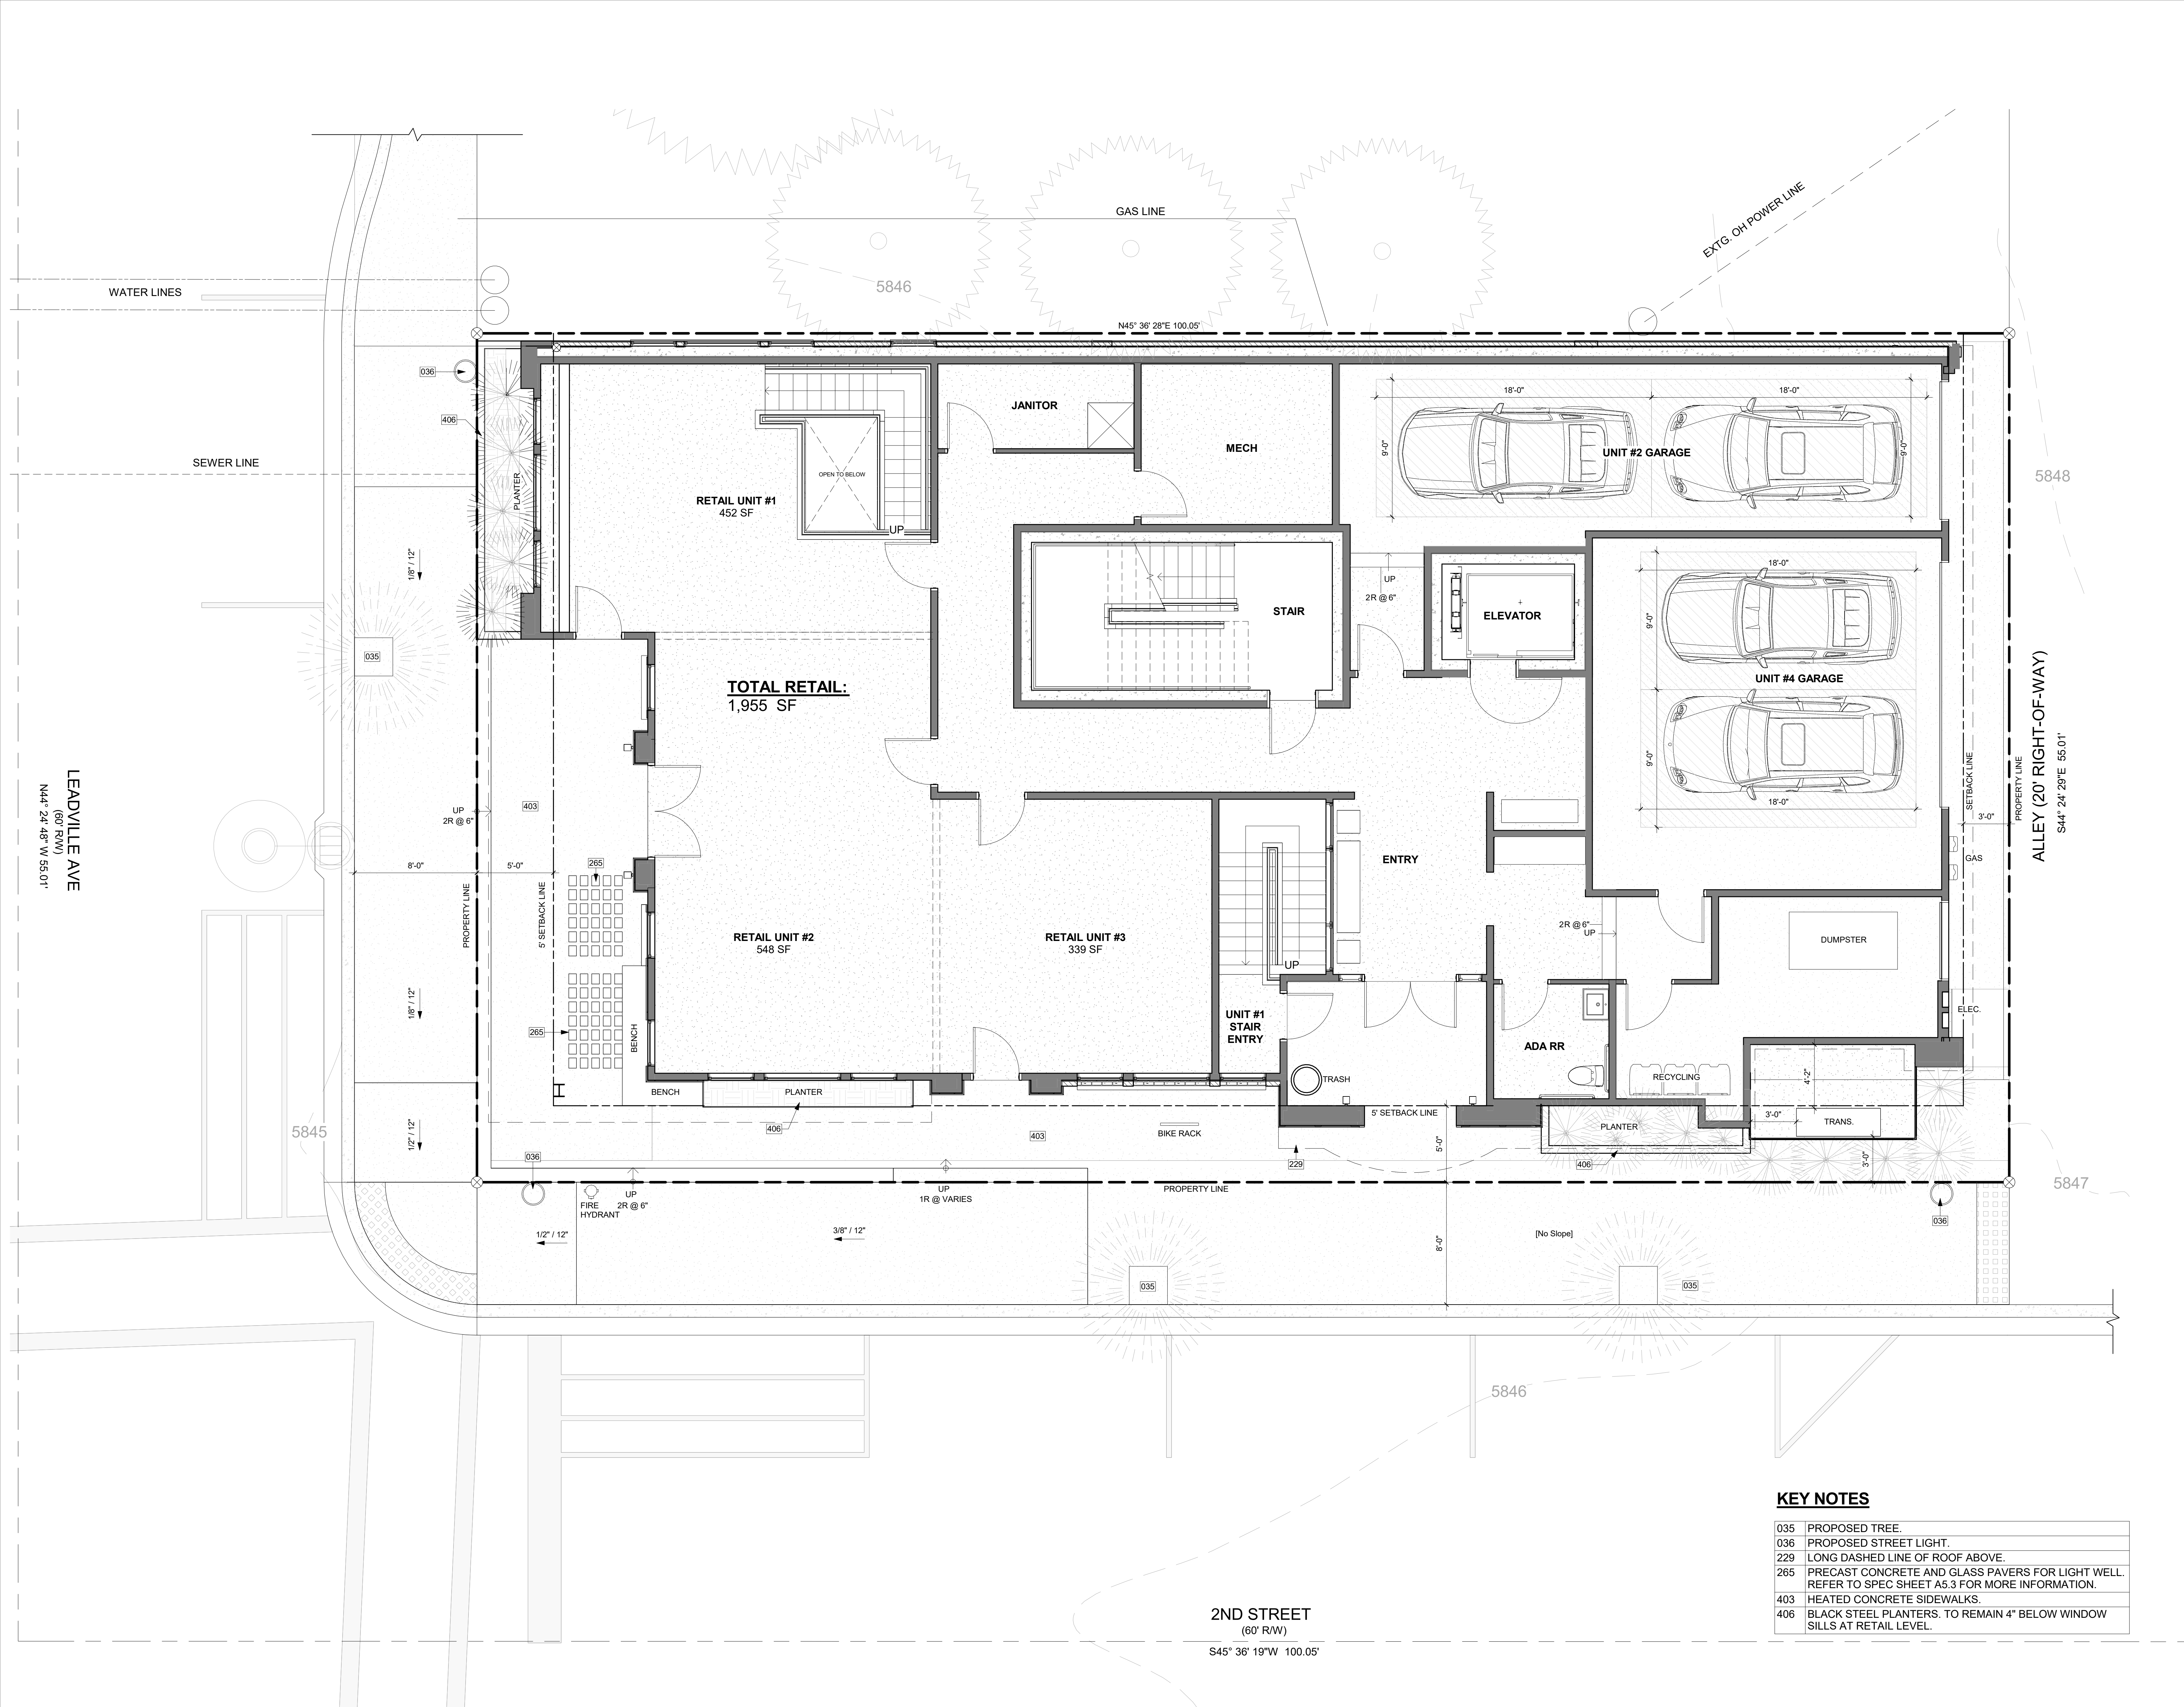 GAS LINE
EXTG. OH POWER LINE
5846
WATER LINES
N45° 36' 28"E 100.05'
036
406
PLANTER
SEWER LINE
JANITOR
MECH
18'-0"
18'-0"
9'-0"
9'-0"
UNIT #2 GARAGE
OPEN TO BELOW
RETAIL UNIT #1
452 SF
UP
5848
1/8" / 12"
UP
2R @ 6"
STAIR
ELEVATOR
18'-0"
9'-0"
UNIT #4 GARAGE
9'-0"
18'-0"
035
TOTAL RETAIL:
1,955 SF
LEADVILLE AVE
(60' R/W)
N44° 24' 48" W 55.01'
UP
2R @ 6"
403
8'-0"
5'-0"
265
PROPERTY LINE
5' SETBACK LINE
ENTRY
SETBACK LINE
PROPERTY LINE
3'-0"
ALLEY (20' RIGHT-OF-WAY)
S44° 24' 29"E 55.01'
GAS
RETAIL UNIT #2
548 SF
RETAIL UNIT #3
339 SF
2R @ 6"
UP
DUMPSTER
UP
1/8" / 12"
265
BENCH
UNIT #1
STAIR
ENTRY
ELEC.
ADA RR
TRASH
RECYCLING
4'-2"
BENCH
PLANTER
406
5' SETBACK LINE
3'-0"
TRANS.
PLANTER
BIKE RACK
403
5845
1/2" / 12"
5'-0"
229
406
3'-0"
036
PROPERTY LINE
5847
FIRE
HYDRANT
UP
2R @ 6"
UP
1R @ VARIES
036
1/2" / 12"
3/8" / 12"
8'-0"
[No Slope]
035
035
5846
KEY NOTES
035 PROPOSED TREE.
036 PROPOSED STREET LIGHT.
229 LONG DASHED LINE OF ROOF ABOVE.
265 PRECAST CONCRETE AND GLASS PAVERS FOR LIGHT WELL.
REFER TO SPEC SHEET A5.3 FOR MORE INFORMATION.
403 HEATED CONCRETE SIDEWALKS.
406 BLACK STEEL PLANTERS. TO REMAIN 4" BELOW WINDOW
SILLS AT RETAIL LEVEL.
2ND STREET
(60' R/W)
S45° 36' 19"W 100.05'